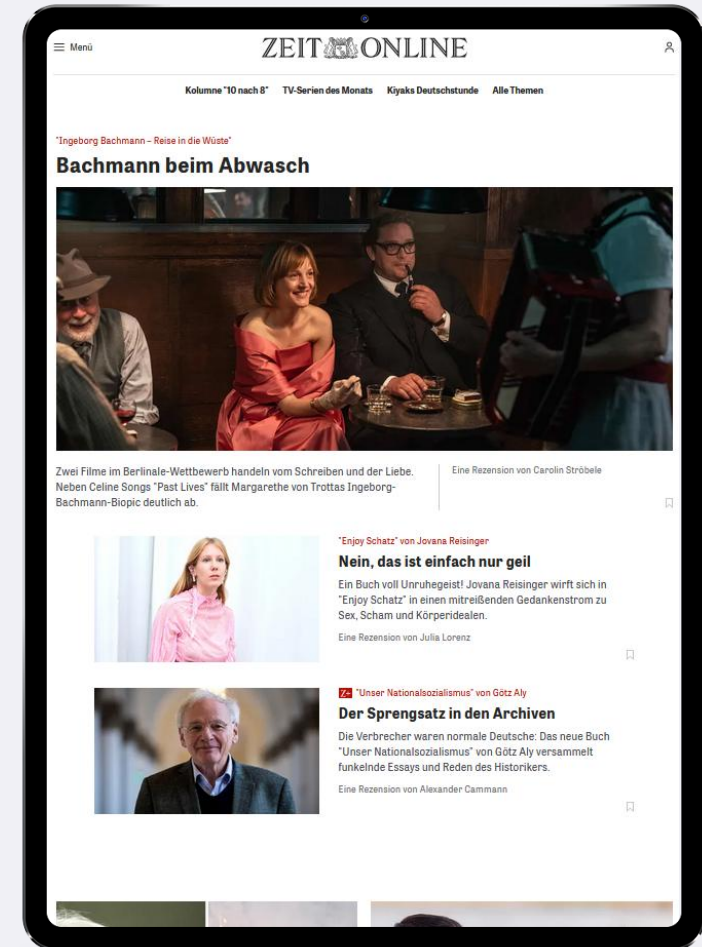 Menü
ZEIT ONLINE
Kolumne "10 nach 8" TV-Serien des Monats Kiyaks Deutschstunde Alle Themen
"Ingeborg Bachmann – Reise in die Wüste"
Bachmann beim Abwasch
Zwei Filme im Berlinale-Wettbewerb handeln vom Schreiben und der Liebe.
Neben Celine Songs "Past Lives" fällt Margarethe von Trottas Ingeborg-
Bachmann-Biopic deutlich ab.
Eine Rezension von Carolin Ströbele
"Enjoy Schatz" von Jovana Reisinger
Nein, das ist einfach nur geil
Ein Buch voll Unruhegeist! Jovana Reisinger wirft sich in
"Enjoy Schatz" in einen mitreißenden Gedankenstrom zu
Sex, Scham und Körperidealen.
Eine Rezension von Julia Lorenz
Z+ "Unser Nationalsozialismus" von Götz Aly
Der Sprengsatz in den Archiven
Die Verbrecher waren normale Deutsche: Das neue Buch
"Unser Nationalsozialismus" von Götz Aly versammelt
funkelnde Essays und Reden des Historikers.
Eine Rezension von Alexander Cammann